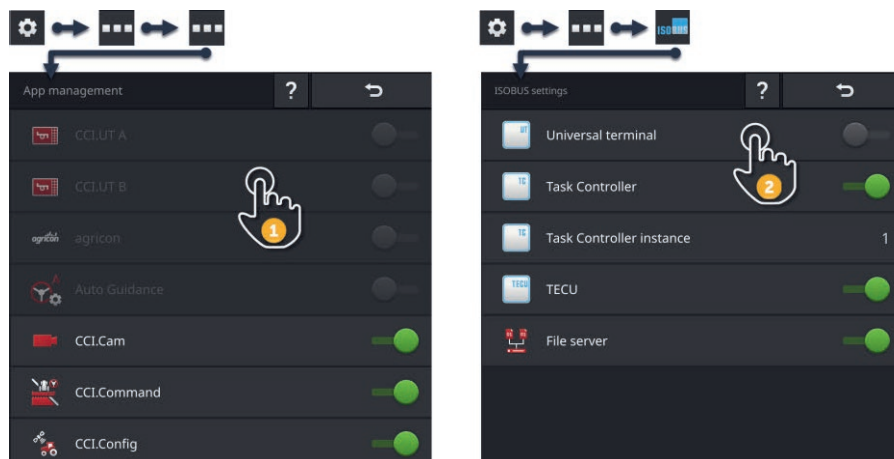 ISOBUS
App management ?
CCI.UT A
CCI.UT B
agricon agricon
Auto Guidance
CCI.Cam
CCI.Command
CCI.Config
1
ISOBUS settings ?
UT Universal terminal
TC Task Controller
TC Task Controller instance 1
TECU TECU
File server
2